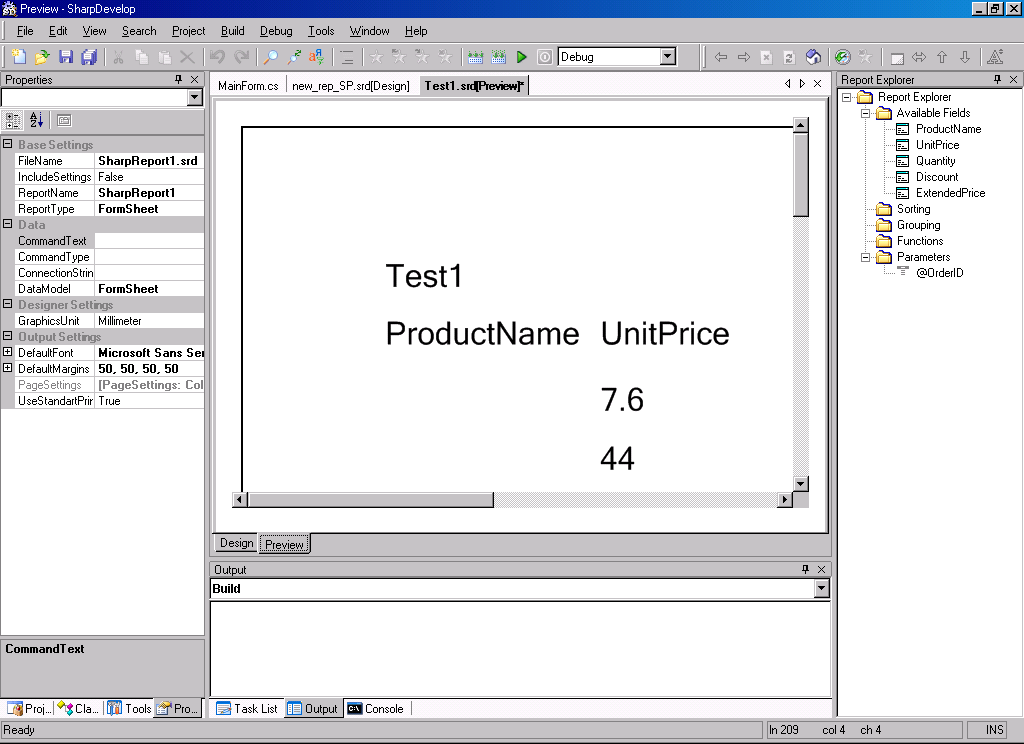 Preview - SharpDevelop
File Edit View Search Project Build Debug Tools Window Help
Debug
Properties
Base Settings
FileName SharpReport1.srd
IncludeSettings False
ReportName SharpReport1
ReportType FormSheet
Data
CommandText
CommandType
ConnectionStrin
DataModel FormSheet
Designer Settings
GraphicsUnit Millimeter
Output Settings
DefaultFont Microsoft Sans Ser
DefaultMargins 50, 50, 50, 50
PageSettings [PageSettings: Col
UseStandartPrir True
CommandText
Proj... Cla... Tools Pro...
MainForm.cs new_rep_SP.srd[Design] Test1.srd[Preview]*
Test1
ProductName UnitPrice
7.6
44
Design Preview
Output
Build
Task List Output Console
Report Explorer
Report Explorer
Available Fields
ProductName
UnitPrice
Quantity
Discount
ExtendedPrice
Sorting
Grouping
Functions
Parameters
@OrderID
Ready ln 209 col 4 ch 4 INS